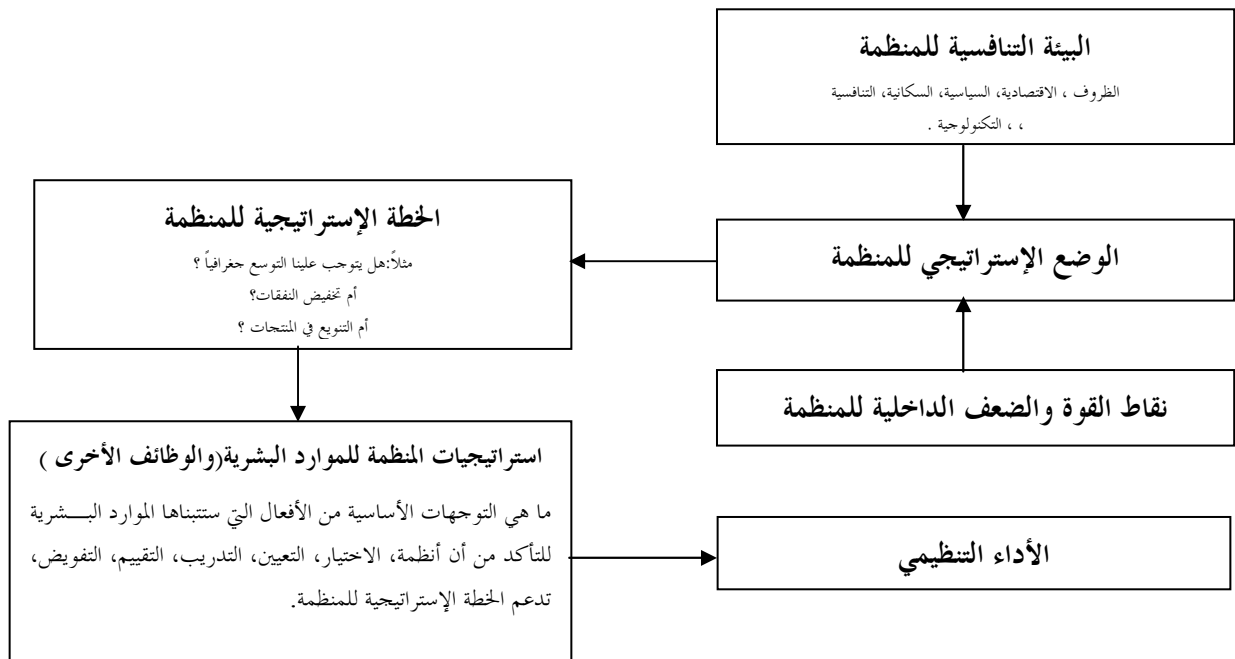 البيئة التنافسية للمنظمة
الظروف ، الاقتصادية، السياسية، السكانية، التنافسية
، ، التكنولوجية .
الوضع الإستراتيجي للمنظمة
نقاط القوة والضعف الداخلية للمنظمة
الخطة الإستراتيجية للمنظمة
مثلاً:هل يتوجب علينا التوسع جغرافياً ؟
أم تخفيض النفقات؟
أم التنويع في المنتجات ؟
استراتيجيات المنظمة للموارد البشرية(والوظائف الأخرى )
ما هي التوجهات الأساسية من الأفعال التي ستتبناها الموارد البـــشرية
للتأكد من أن أنظمة، الاختيار، التعيين، التدريب، التقييم، التفويض،
تدعم الخطة الإستراتيجية للمنظمة.
الأداء التنظيمي